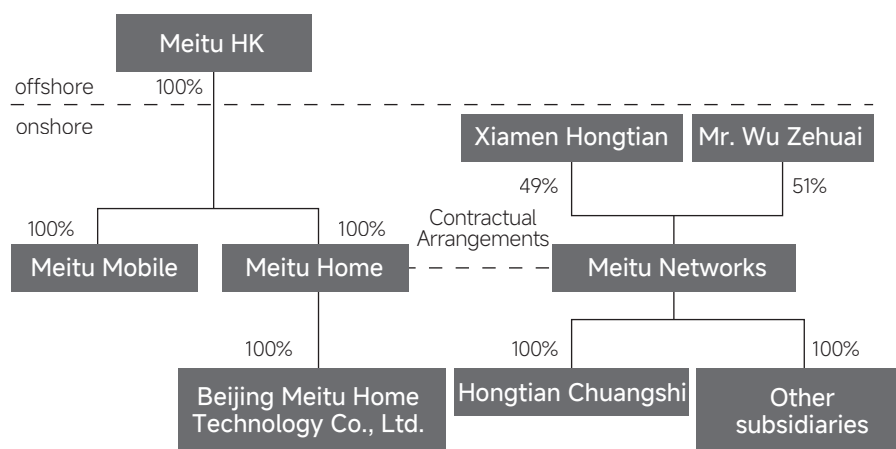 Meitu HK
offshore
100%
onshore
Xiamen Hongtian
Mr. Wu Zehuai
49%
51%
100%
100%
Contractual
Arrangements
Meitu Mobile
Meitu Home
Meitu Networks
100%
100%
100%
Beijing Meitu Home
Technology Co., Ltd.
Hongtian Chuangshi
Other
subsidiaries